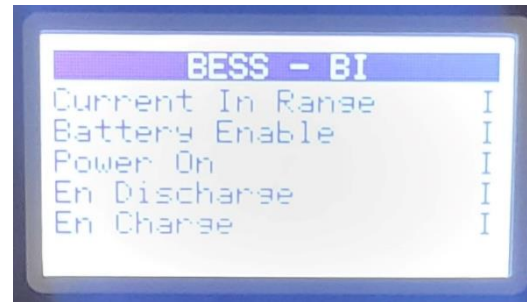 BESS - BI
Current In Range I
Battery Enable I
Power On I
En Discharge I
En Charge I